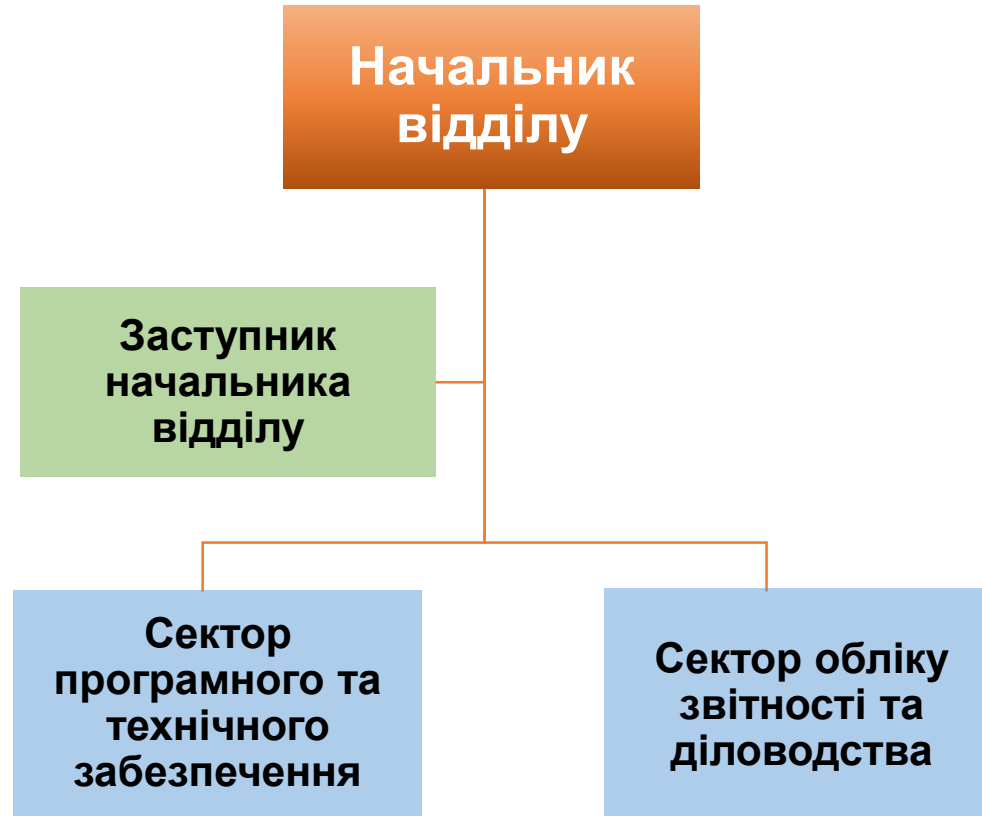 Начальник
відділу
Заступник
начальника
відділу
Сектор
програмного та
технічного
забезпечення
Сектор обліку
звітності та
діловодства